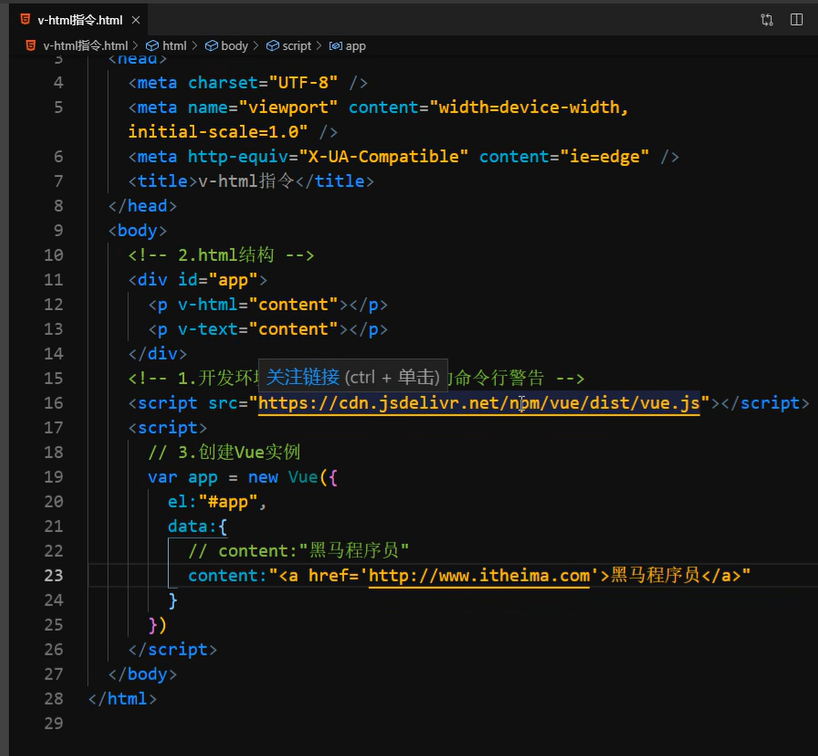 v-html指令.html
v-html指令.html > html > body > script > app
3 <head>
4 <meta charset="UTF-8" />
5 <meta name="viewport" content="width=device-width,
initial-scale=1.0" />
6 <meta http-equiv="X-UA-Compatible" content="ie=edge" />
7 <title>v-html指令</title>
8 </head>
9 <body>
10 <!-- 2.html结构 -->
11 <div id="app">
12 <p v-html="content"></p>
13 <p v-text="content"></p>
14 </div>
关注链接 (ctrl + 单击)
15 <!-- 1.开发环 命令行警告 -->
16 <script src="https://cdn.jsdelivr.net/npm/vue/dist/vue.js"></script>
17 <script>
18 // 3.创建Vue实例
19 var app = new Vue({
20 el:"#app",
21 data:{
22 // content:"黑马程序员"
23 content:"<a href='http://www.itheima.com'>黑马程序员</a>"
24 }
25 })
26 </script>
27 </body>
28 </html>
29